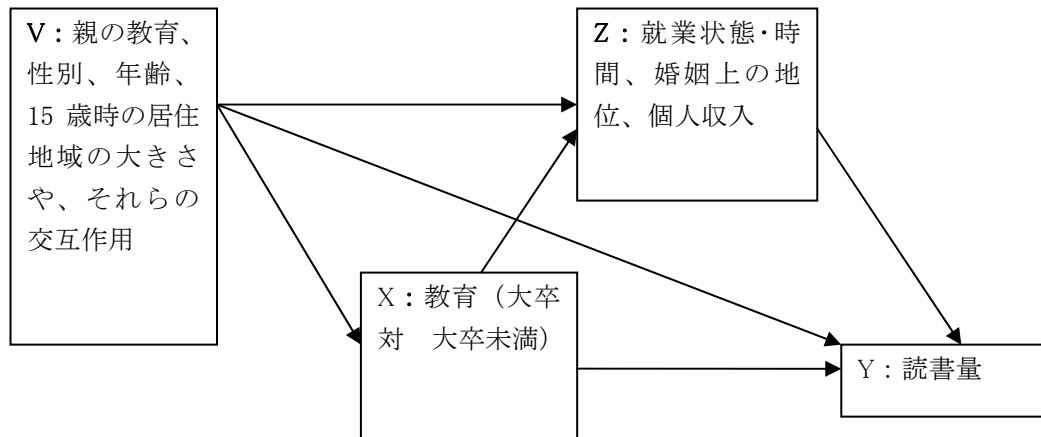 V：親の教育、
性別、年齢、
15 歳時の居住
地域の大きさ
や、それらの
交互作用
Z：就業状態・時
間、婚姻上の地
位、個人収入
X：教育（大卒
対　大卒未満）
Y：読書量